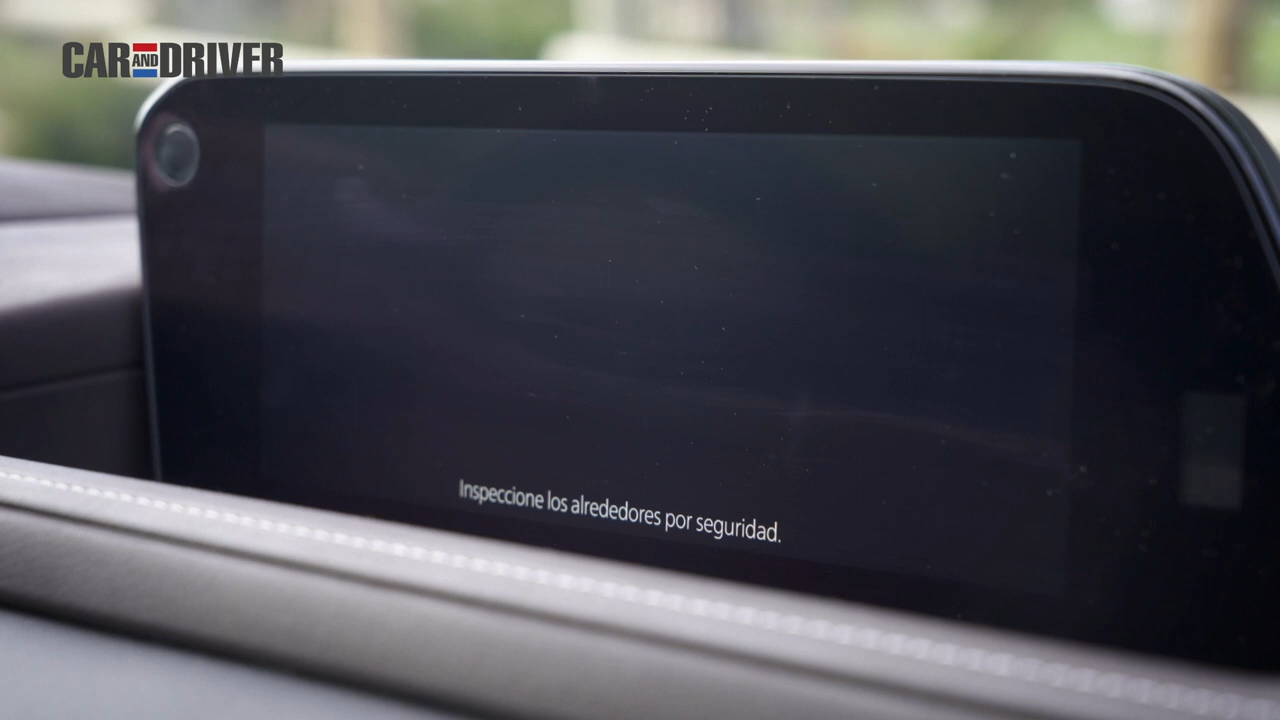 CAR AND DRIVER
Inspeccione los alrededores por seguridad.